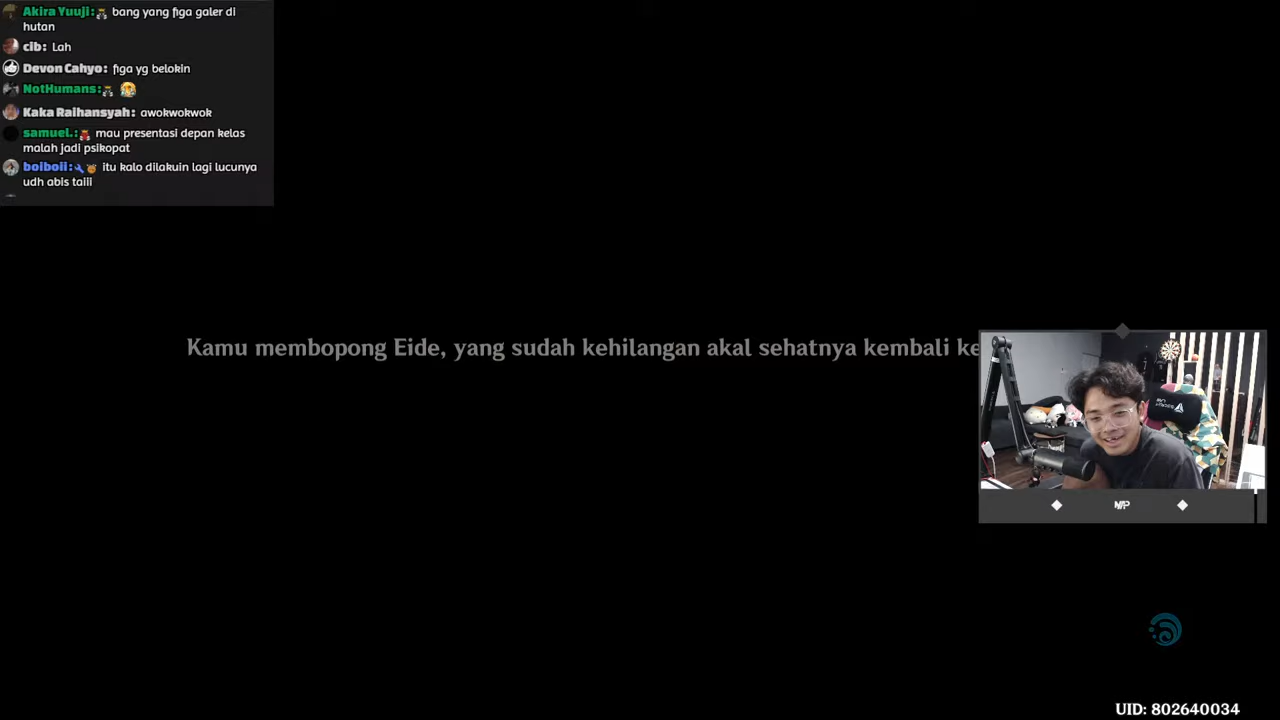 Akira Yuuji: bang yang figa galer di
hutan
cib: Lah
Devon Cahyo: figa yg belokin
NotHumans:
Kaka Raihansyah: awokwokwok
samuel.: mau presentasi depan kelas
malah jadi psikopat
boiboii: itu kalo dilakuin lagi lucunya
udh abis taiii
Kamu membopong Eide, yang sudah kehilangan akal sehatnya kembali ke
UID: 802640034